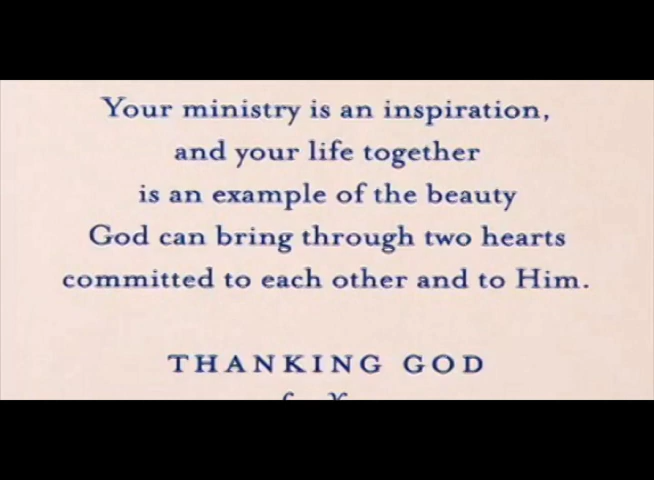 Your ministry is an inspiration,
and your life together
is an example of the beauty
God can bring through two hearts
committed to each other and to Him.
THANKING GOD